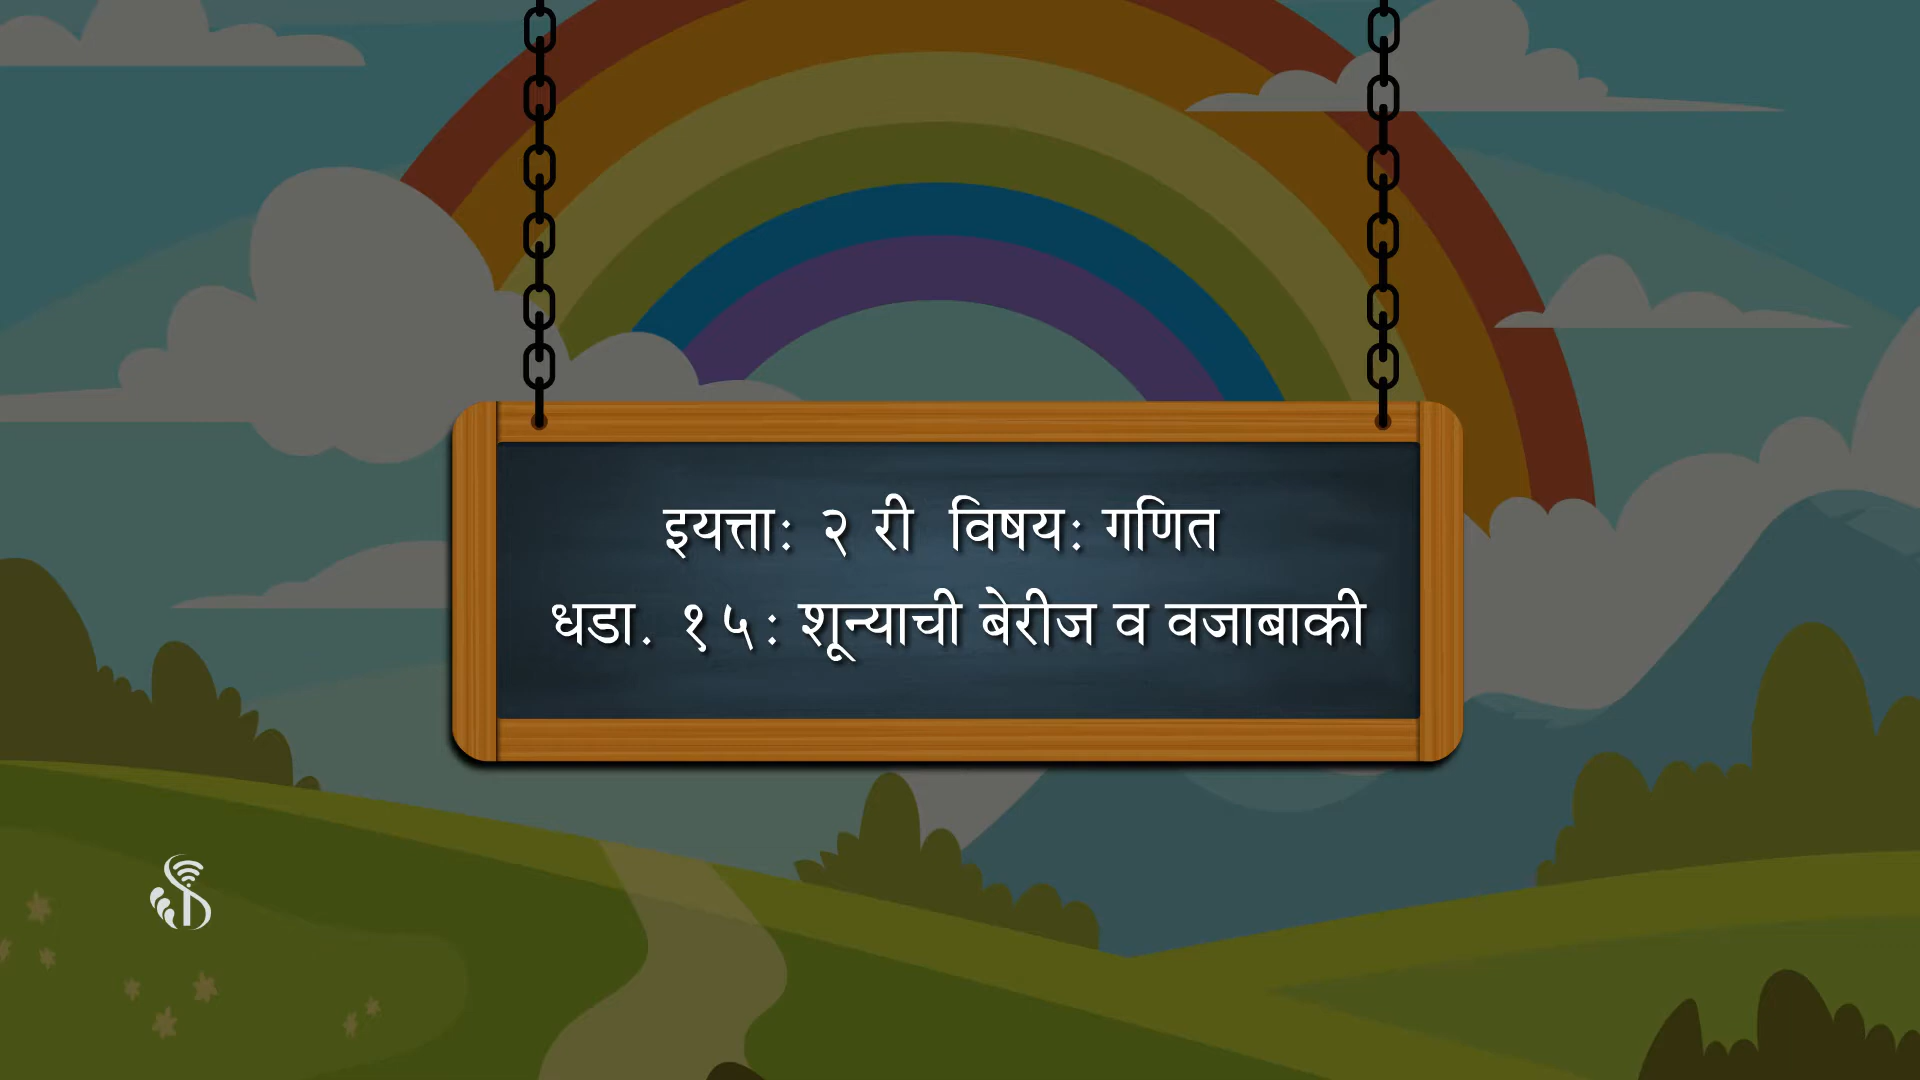 इयत्ता: २ री विषय: गणित
धडा. १५: शून्याची बेरीज व वजाबाकी